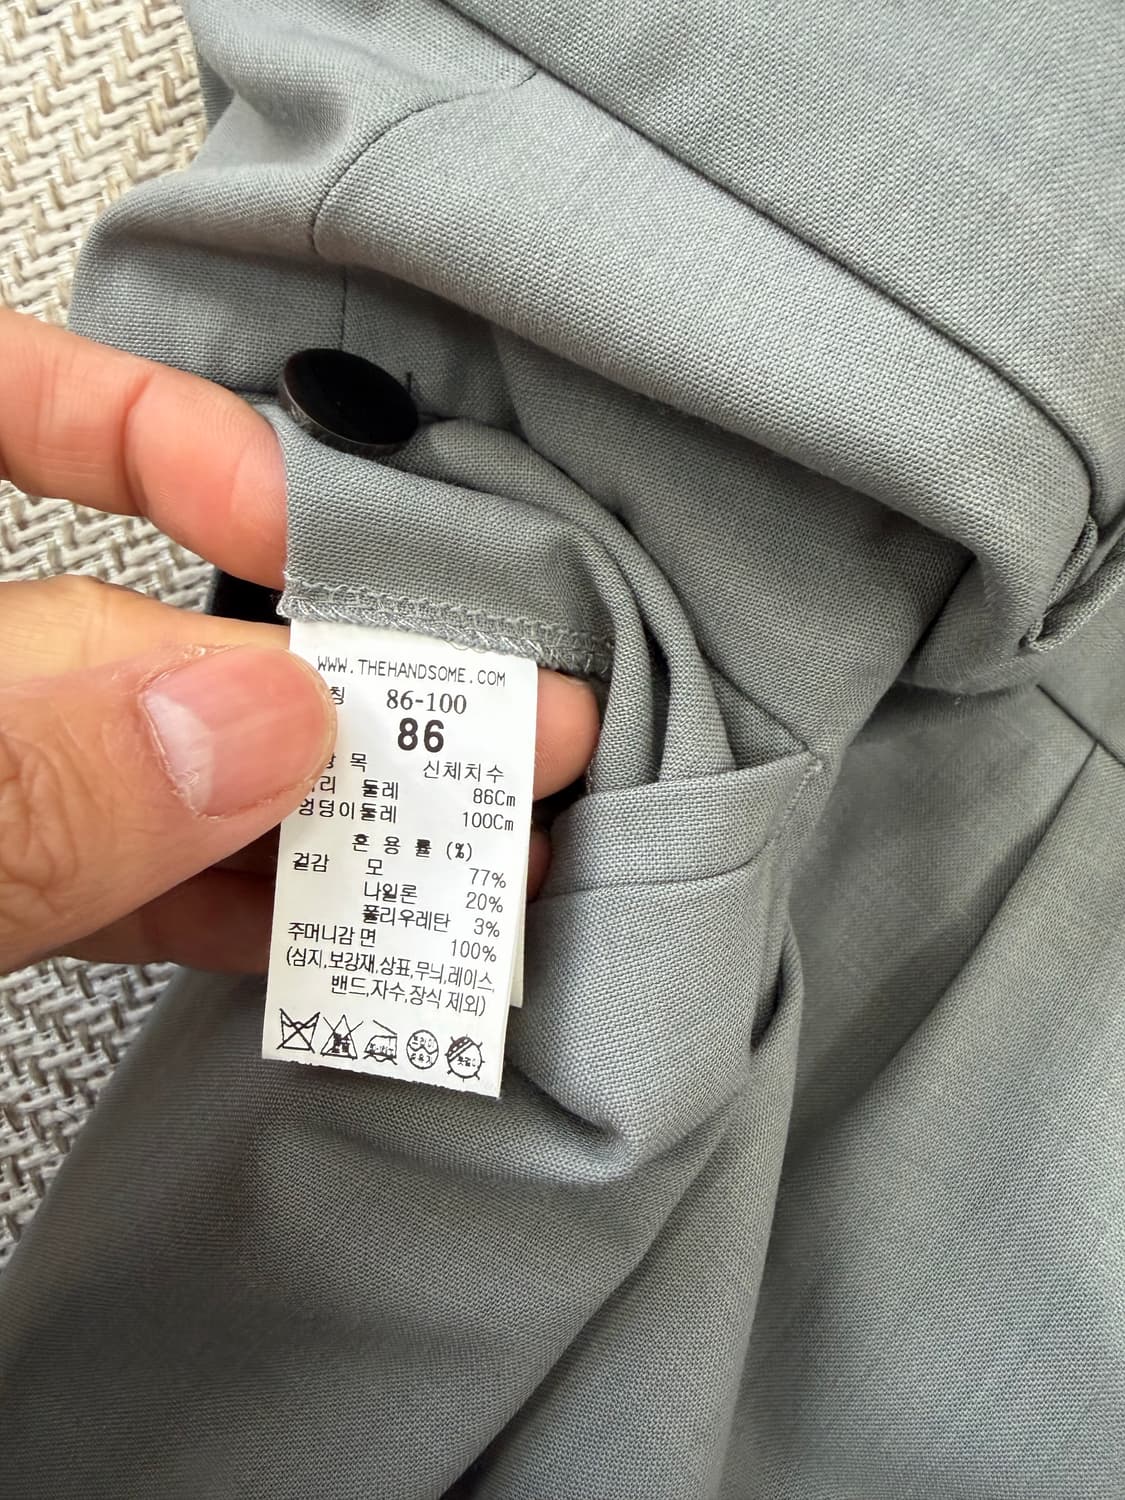 WWW.THEHANDSOME.COM
칭 86-100
86
목 신체치수
리 둘레 86Cm
엉덩이둘레 100Cm
혼 용 률 (%)
겉감 모 77%
나일론 20%
폴리우레탄 3%
주머니감 면 100%
(심지,보강재,상표,무늬,레이스,
밴드,자수,장식 제외)